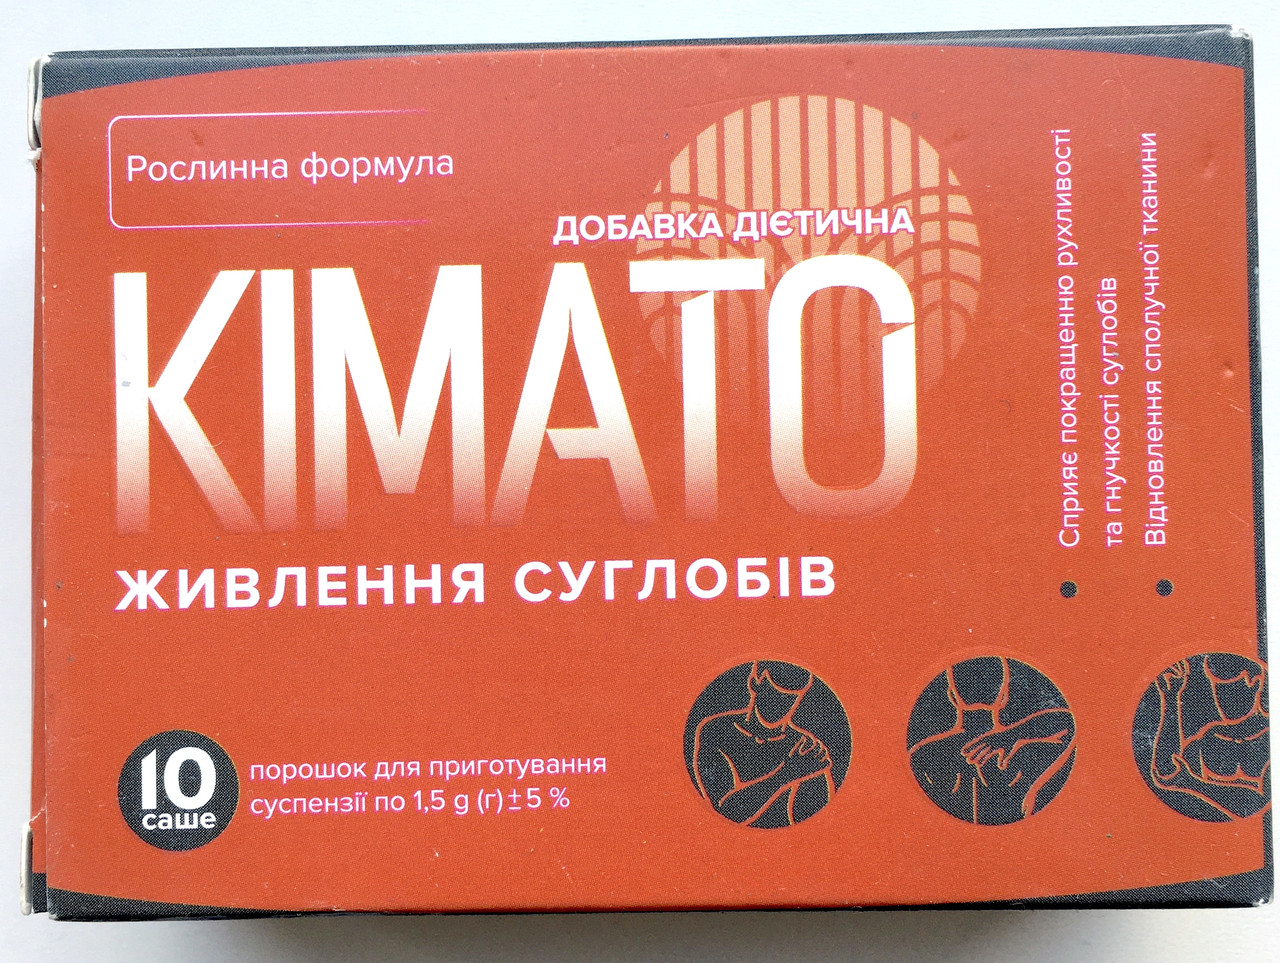 Рослинна формула
ДОБАВКА ДІЄТИЧНА
КІМАТО
ЖИВЛЕННЯ СУГЛОБІВ
10
саше
порошок для приготування
суспензії по 1,5 g (г)±5 %
Сприяє покращенню рухливості
та гнучкості суглобів
Відновлення сполучної тканини